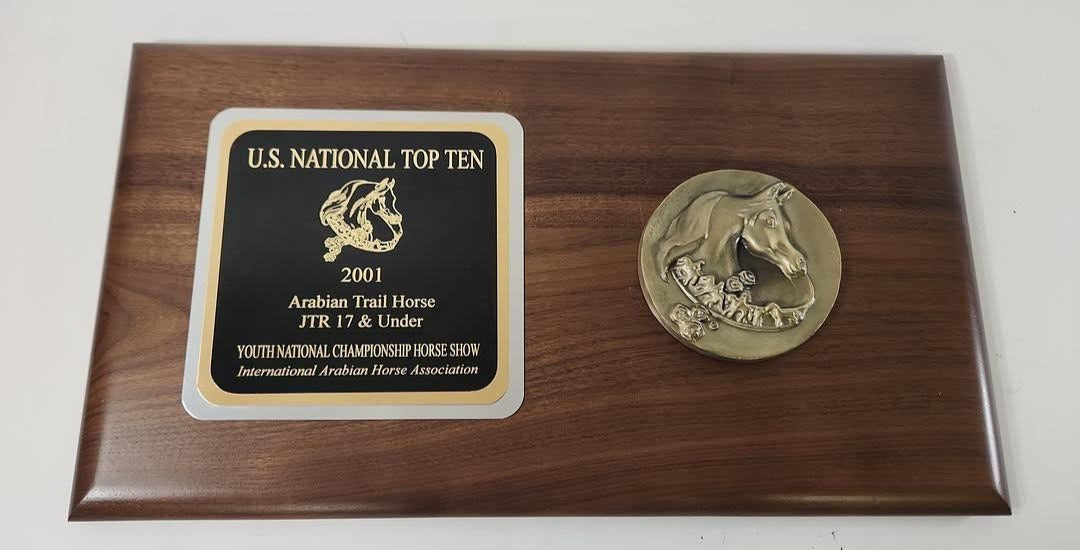 U.S. NATIONAL TOP TEN
2001
Arabian Trail Horse
JTR 17 & Under
YOUTH NATIONAL CHAMPIONSHIP HORSE SHOW
International Arabian Horse Association